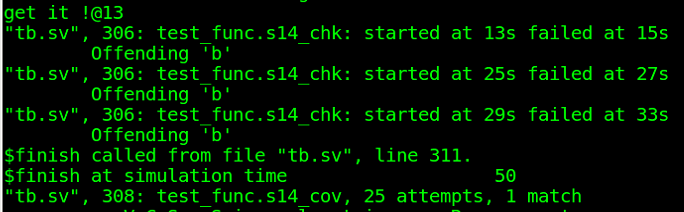 get it !@13
"tb.sv", 306: test_func.s14_chk: started at 13s failed at 15s
Offending 'b'
"tb.sv", 306: test_func.s14_chk: started at 25s failed at 27s
Offending 'b'
"tb.sv", 306: test_func.s14_chk: started at 29s failed at 33s
Offending 'b'
$finish called from file "tb.sv", line 311.
$finish at simulation time 50
"tb.sv", 308: test_func.s14_cov, 25 attempts, 1 match